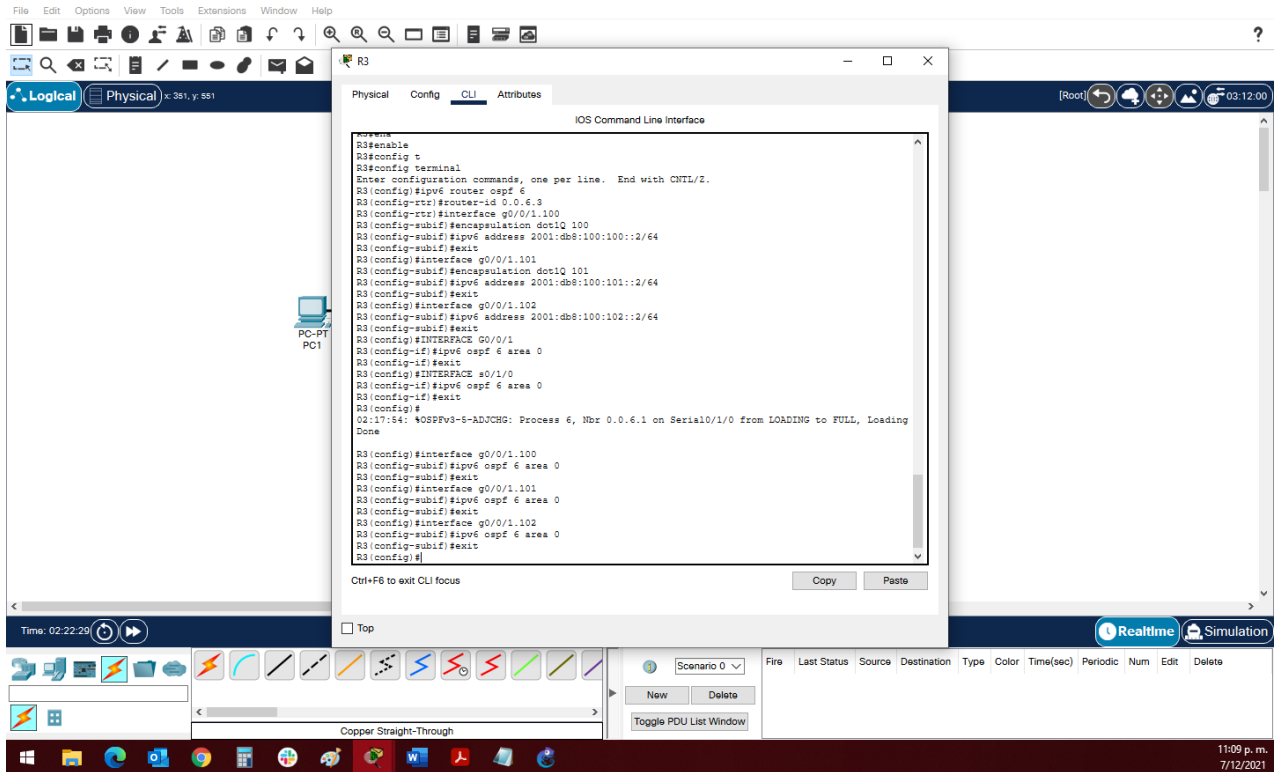 File Edit Options View Tools Extensions Window Help
?
Logical
Physical
x: 351, y: 551
[Root]
03:12:00
R3
Physical Config CLI Attributes
IOS Command Line Interface
R3#ena
R3#enable
R3#config t
R3#config terminal
Enter configuration commands, one per line. End with CNTL/Z.
R3(config)#ipv6 router ospf 6
R3(config-rtr)#router-id 0.0.6.3
R3(config-rtr)#interface g0/0/1.100
R3(config-subif)#encapsulation dot1Q 100
R3(config-subif)#ipv6 address 2001:db8:100:100::2/64
R3(config-subif)#exit
R3(config)#interface g0/0/1.101
R3(config-subif)#encapsulation dot1Q 101
R3(config-subif)#ipv6 address 2001:db8:100:101::2/64
R3(config-subif)#exit
R3(config)#interface g0/0/1.102
R3(config-subif)#ipv6 address 2001:db8:100:102::2/64
R3(config-subif)#exit
R3(config)#INTERFACE G0/0/1
R3(config-if)#ipv6 ospf 6 area 0
R3(config-if)#exit
R3(config)#INTERFACE s0/1/0
R3(config-if)#ipv6 ospf 6 area 0
R3(config-if)#exit
R3(config)#
02:17:54: %OSPFv3-5-ADJCHG: Process 6, Nbr 0.0.6.1 on Serial0/1/0 from LOADING to FULL, Loading
Done
R3(config)#interface g0/0/1.100
R3(config-subif)#ipv6 ospf 6 area 0
R3(config-subif)#exit
R3(config)#interface g0/0/1.101
R3(config-subif)#ipv6 ospf 6 area 0
R3(config-subif)#exit
R3(config)#interface g0/0/1.102
R3(config-subif)#ipv6 ospf 6 area 0
R3(config-subif)#exit
R3(config)#
PC-PT
PC1
Ctrl+F6 to exit CLI focus
Copy
Paste
Top
Time: 02:22:29
Realtime
Simulation
Scenario 0
New
Delete
Toggle PDU List Window
Fire Last Status Source Destination Type Color Time(sec) Periodic Num Edit Delete
Copper Straight-Through
11:09 p. m.
7/12/2021